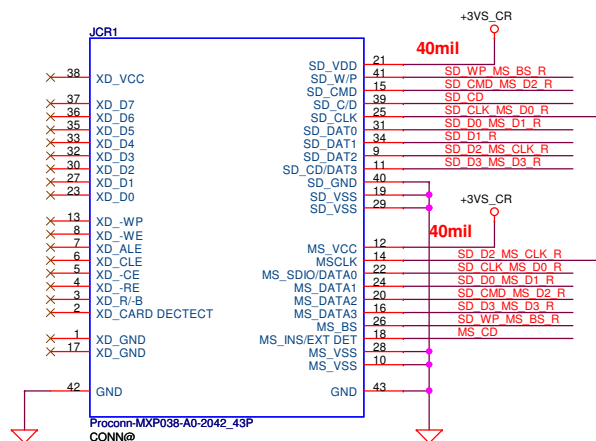 JCR1
+3VS_CR
40mil
38 XD_VCC
37 XD_D7
36 XD_D6
35 XD_D5
33 XD_D4
32 XD_D3
30 XD_D2
27 XD_D1
23 XD_D0
13 XD_-WP
8 XD_-WE
7 XD_ALE
6 XD_CLE
5 XD_-CE
4 XD_-RE
3 XD_R/-B
2 XD_CARD DECTECT
1 XD_GND
17 XD_GND
42 GND
SD_VDD 21
SD_W/P 41 SD_WP_MS_BS_R
SD_CMD 15 SD_CMD_MS_D2_R
SD_C/D 39 SD_CD
SD_CLK 25 SD_CLK_MS_D0_R
SD_DAT0 31 SD_D0_MS_D1_R
SD_DAT1 34 SD_D1_R
SD_DAT2 9 SD_D2_MS_CLK_R
SD_CD/DAT3 11 SD_D3_MS_D3_R
SD_GND 40
SD_VSS 19
SD_VSS 29
+3VS_CR
40mil
MS_VCC 12
MSCLK 14 SD_D2_MS_CLK_R
MS_SDIO/DATA0 22 SD_CLK_MS_D0_R
MS_DATA1 24 SD_D0_MS_D1_R
MS_DATA2 20 SD_CMD_MS_D2_R
MS_DATA3 16 SD_D3_MS_D3_R
MS_BS 26 SD_WP_MS_BS_R
MS_INS/EXT DET 18 MS_CD
MS_VSS 28
MS_VSS 10
GND 43
Proconn-MXP038-A0-2042_43P
CONN@